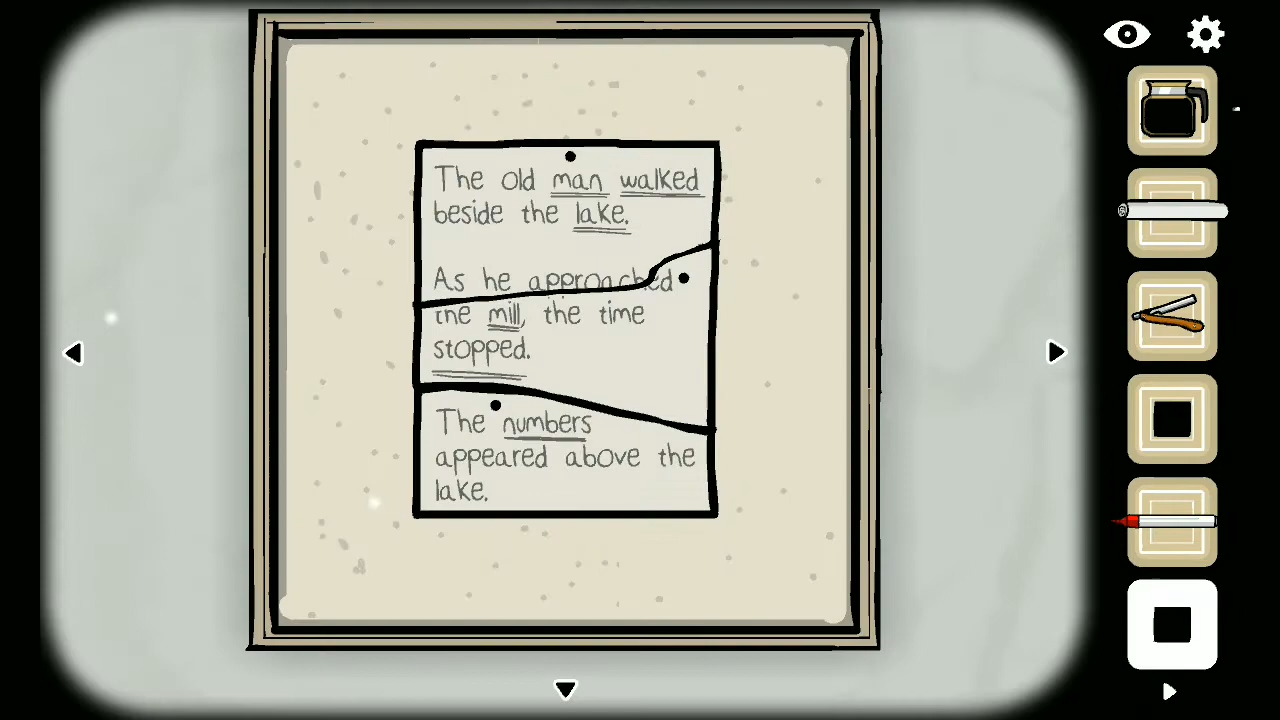 The old man walked
beside the lake.
As he approached
the mill, the time
stopped.
The numbers
appeared above the
lake.